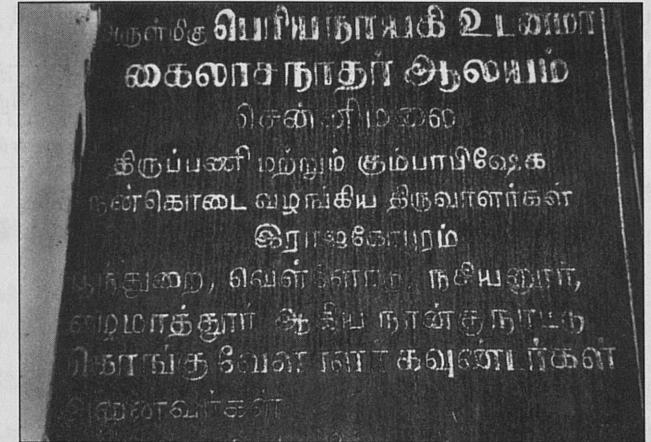 அருள்மிகு பெரியநாயகி உடனமர்
கைலாசநாதர் ஆலயம்
சென்னிமலை
திருப்பணி மற்றும் கும்பாபிஷேக
நன்கொடை வழங்கிய திருவாளர்கள்
இராஜகோபுரம்
பூந்துறை, வெள்ளோடு, நசியனூர்,
எழுமாத்தூர் ஆகிய நான்கு நாட்டு
கொங்கு வேளாளர் கவுண்டர்கள்